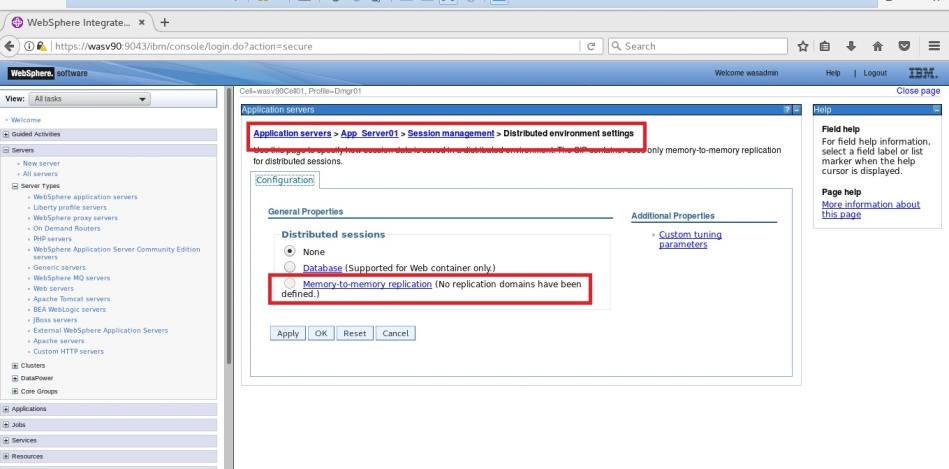 WebSphere Integrate... × +
https://wasv90:9043/ibm/console/login.do?action=secure
Search
WebSphere. software
Welcome wasadmin
Help | Logout
IBM.
View: All tasks
Cell=wasv90Cell01, Profile=Dmgr01
Close page
Welcome
Guided Activities
Servers
New server
All servers
Server Types
WebSphere application servers
Liberty profile servers
WebSphere proxy servers
On Demand Routers
PHP servers
WebSphere Application Server Community Edition
servers
Generic servers
WebSphere MQ servers
Web servers
Apache Tomcat servers
BEA WebLogic servers
JBoss servers
External WebSphere Application Servers
Apache servers
Custom HTTP servers
Clusters
DataPower
Core Groups
Applications
Jobs
Services
Resources
Application servers
? -
Application servers > App_Server01 > Session management > Distributed environment settings
Use this page to specify how session data is saved in a distributed environment. The SIP container uses only memory-to-memory replication
for distributed sessions.
Configuration
General Properties
Distributed sessions
None
Database (Supported for Web container only.)
Memory-to-memory replication (No replication domains have been
defined.)
Apply OK Reset Cancel
Additional Properties
Custom tuning
parameters
Help
Field help
For field help information,
select a field label or list
marker when the help
cursor is displayed.
Page help
More information about
this page